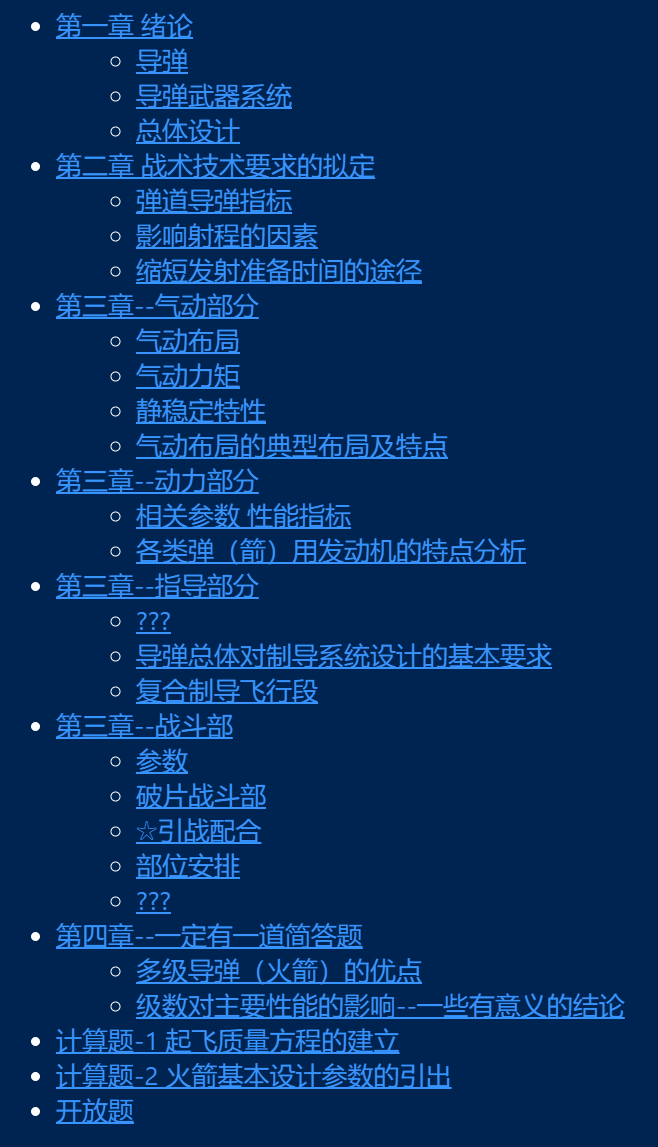 第一章 绪论
导弹
导弹武器系统
总体设计
第二章 战术技术要求的拟定
弹道导弹指标
影响射程的因素
缩短发射准备时间的途径
第三章--气动部分
气动布局
气动力矩
静稳定特性
气动布局的典型布局及特点
第三章--动力部分
相关参数 性能指标
各类弹（箭）用发动机的特点分析
第三章--指导部分
???
导弹总体对制导系统设计的基本要求
复合制导飞行段
第三章--战斗部
参数
破片战斗部
☆引战配合
部位安排
???
第四章--一定有一道简答题
多级导弹（火箭）的优点
级数对主要性能的影响--一些有意义的结论
计算题-1 起飞质量方程的建立
计算题-2 火箭基本设计参数的引出
开放题